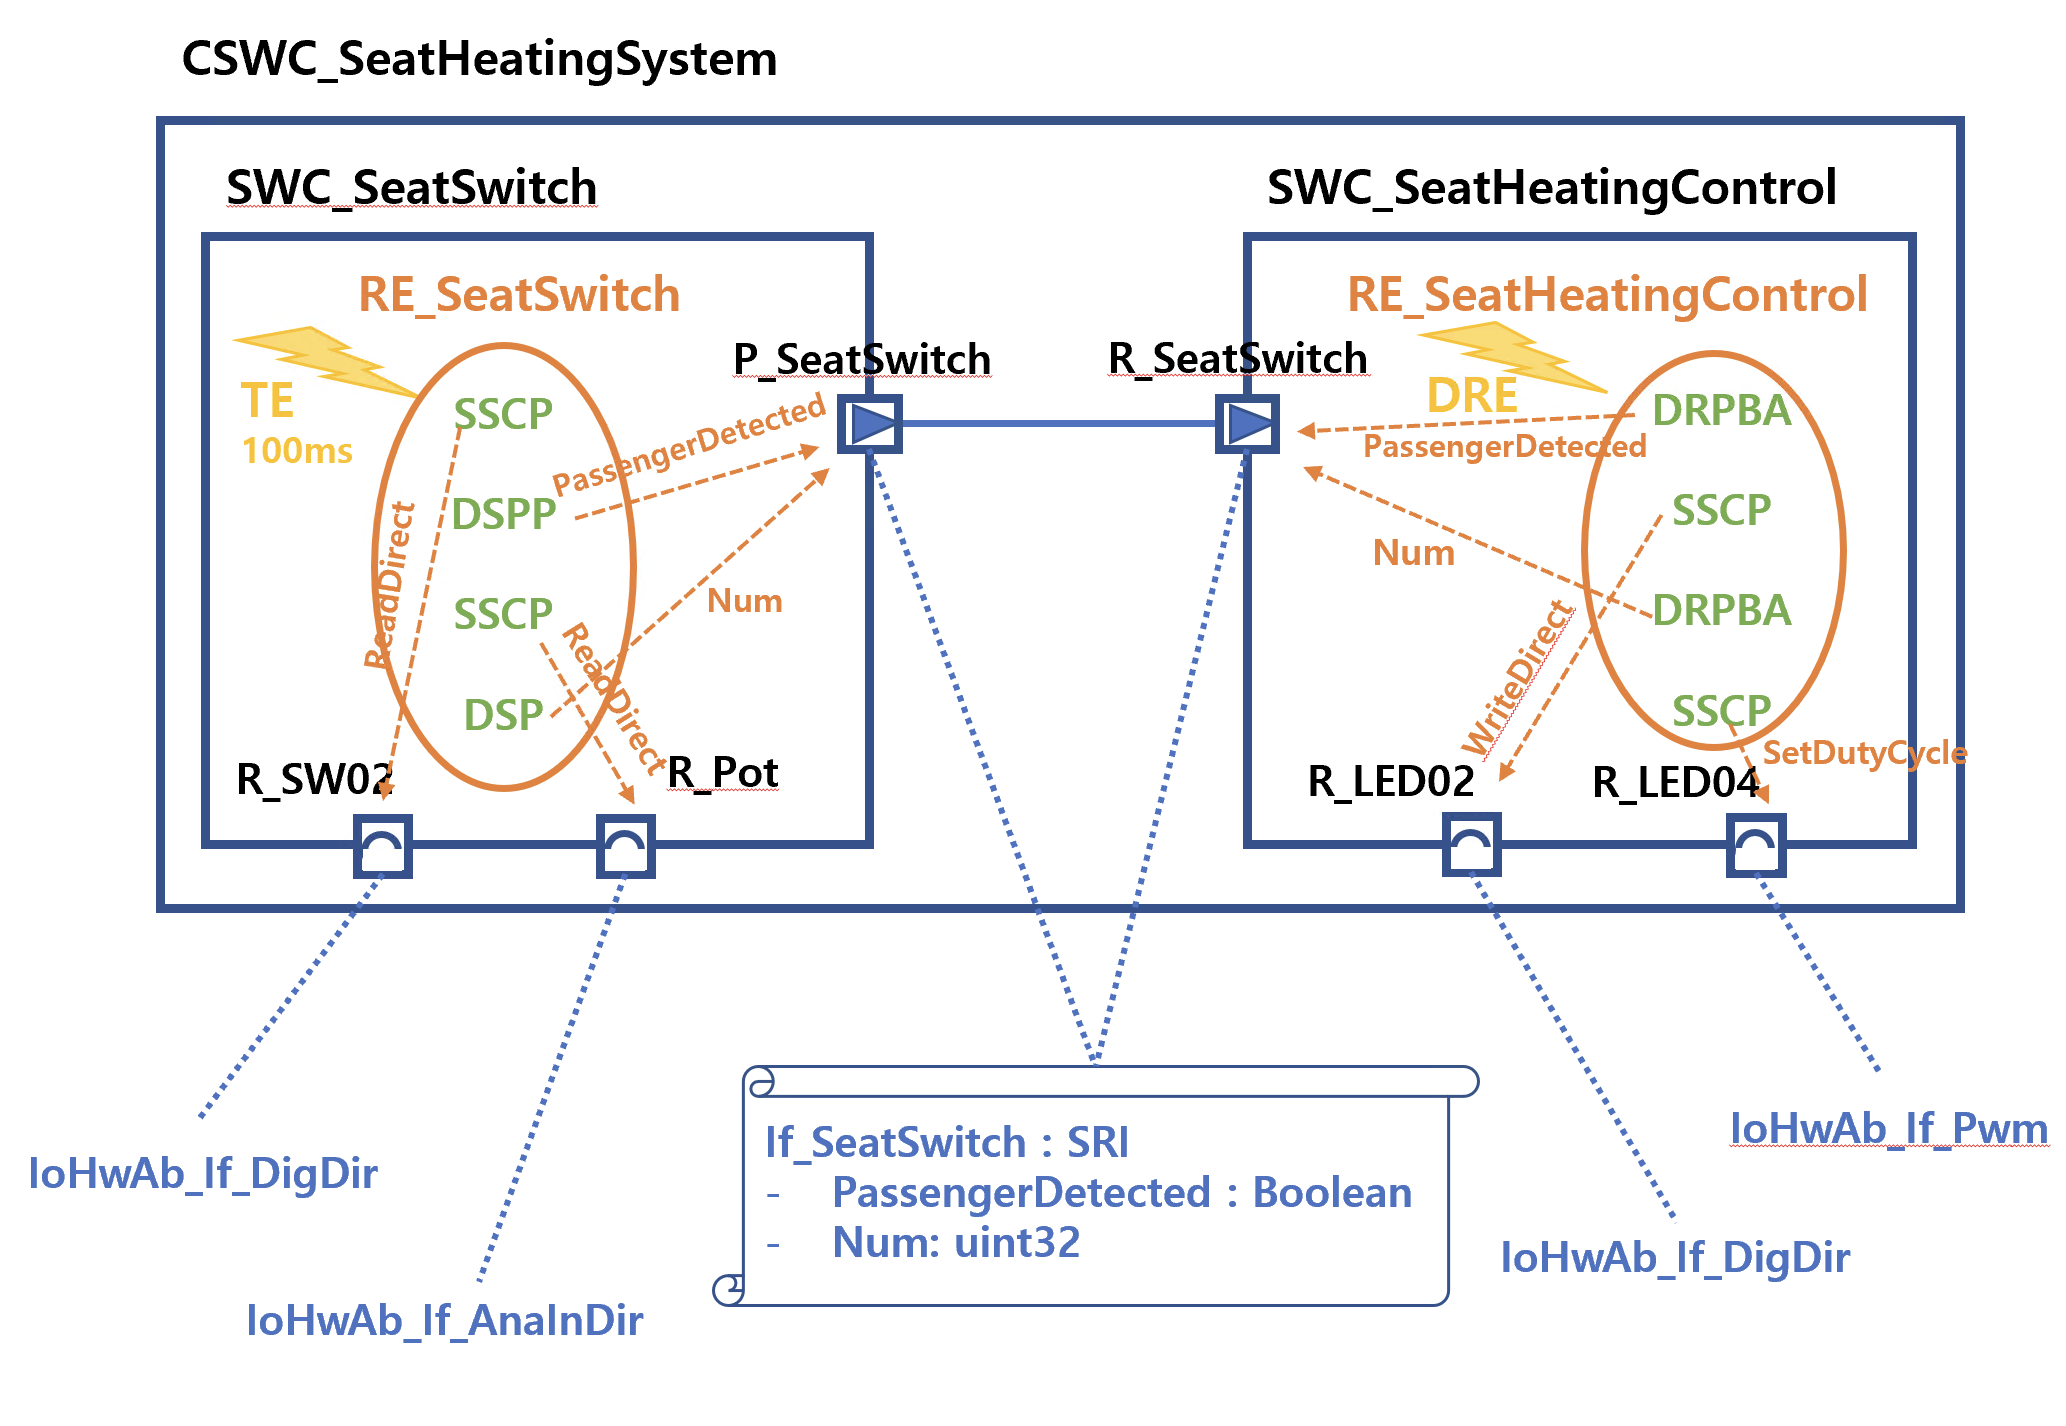 CSWC_SeatHeatingSystem
SWC_SeatSwitch
SWC_SeatHeatingControl
RE_SeatSwitch
RE_SeatHeatingControl
TE
100ms
SSCP
DSPP
SSCP
DSP
ReadDirect
PassengerDetected
Num
ReadDirect
P_SeatSwitch
R_SeatSwitch
DRE
PassengerDetected
Num
DRPBA
SSCP
DRPBA
SSCP
WriteDirect
SetDutyCycle
R_SW02
R_Pot
R_LED02
R_LED04
IoHwAb_If_DigDir
IoHwAb_If_AnaInDir
If_SeatSwitch : SRI
- PassengerDetected : Boolean
- Num: uint32
IoHwAb_If_DigDir
IoHwAb_If_Pwm